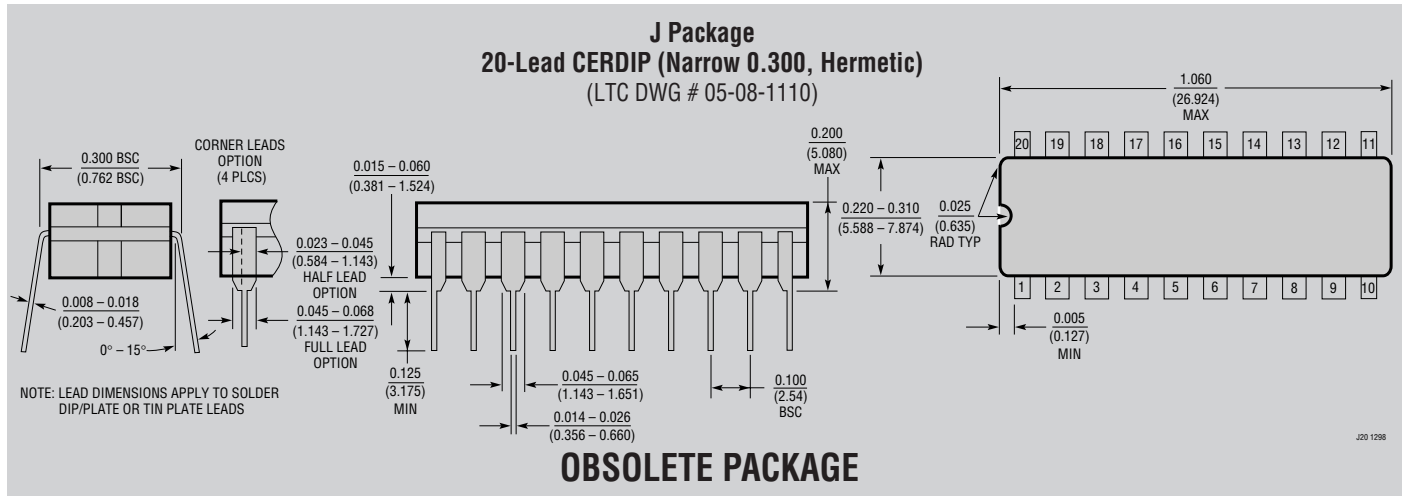 J Package
20-Lead CERDIP (Narrow 0.300, Hermetic)
(LTC DWG # 05-08-1110)
0.300 BSC
(0.762 BSC)
CORNER LEADS
OPTION
(4 PLCS)
0.023 – 0.045
(0.584 – 1.143)
HALF LEAD
OPTION
0.045 – 0.068
(1.143 – 1.727)
FULL LEAD
OPTION
0.008 – 0.018
(0.203 – 0.457)
0° – 15°
NOTE: LEAD DIMENSIONS APPLY TO SOLDER
DIP/PLATE OR TIN PLATE LEADS
0.015 – 0.060
(0.381 – 1.524)
0.200
(5.080)
MAX
0.125
(3.175)
MIN
0.045 – 0.065
(1.143 – 1.651)
0.014 – 0.026
(0.356 – 0.660)
0.100
(2.54)
BSC
1.060
(26.924)
MAX
20 19 18 17 16 15 14 13 12 11
0.220 – 0.310
(5.588 – 7.874)
0.025
(0.635)
RAD TYP
1 2 3 4 5 6 7 8 9 10
0.005
(0.127)
MIN
J20 1298
OBSOLETE PACKAGE